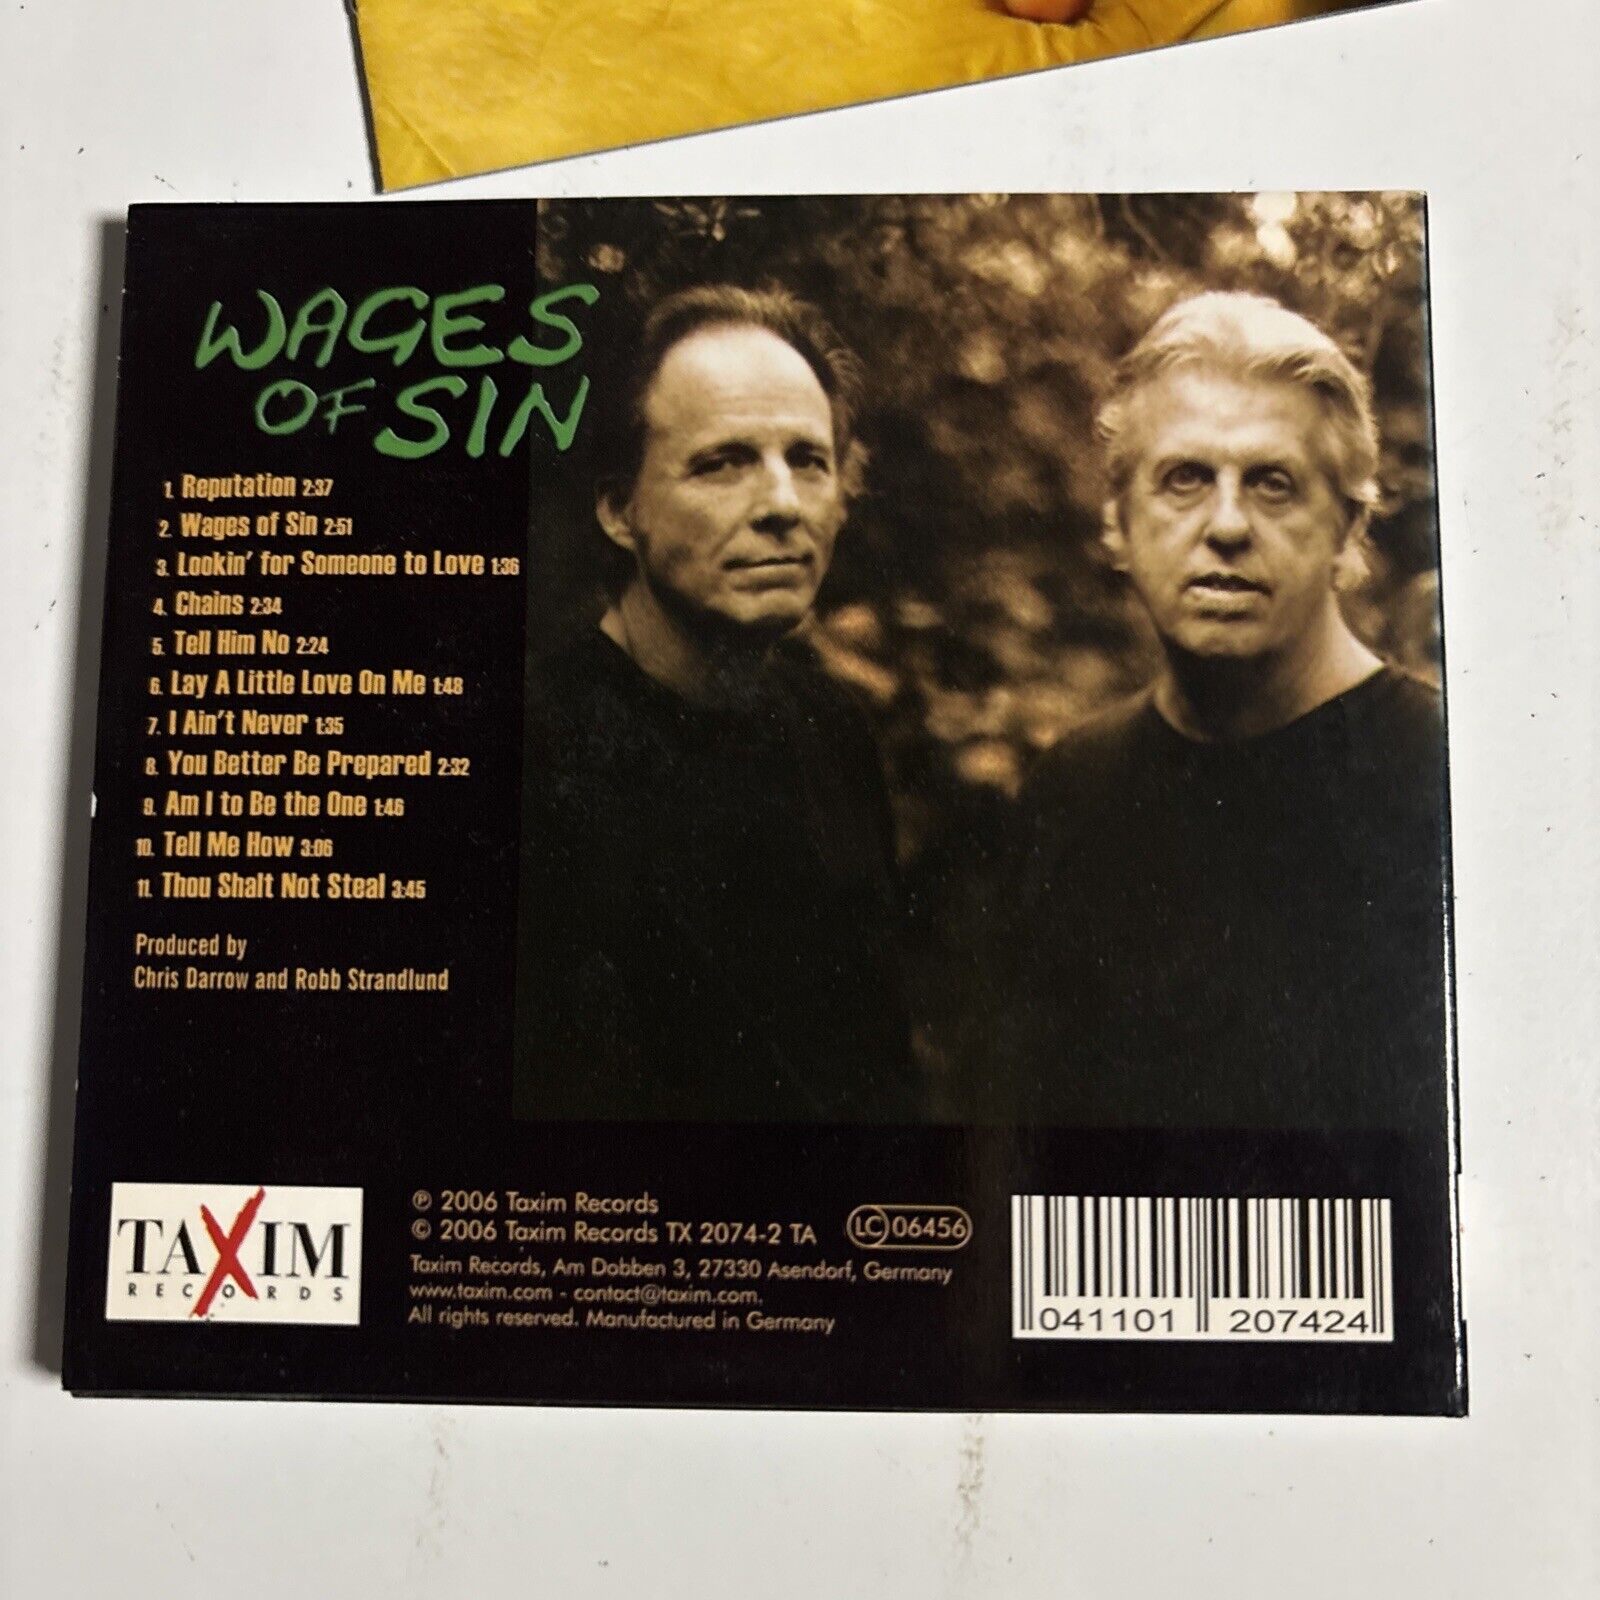 WAGES
OF SIN
1. Reputation 2:37
2. Wages of Sin 2:51
3. Lookin' for Someone to Love 1:36
4. Chains 2:34
5. Tell Him No 2:24
6. Lay A Little Love On Me 1:48
7. I Ain't Never 1:35
8. You Better Be Prepared 2:32
9. Am I to Be the One 1:46
10. Tell Me How 3:06
11. Thou Shalt Not Steal 3:45
Produced by
Chris Darrow and Robb Strandlund
TAXIM
RECORDS
℗ 2006 Taxim Records
© 2006 Taxim Records TX 2074-2 TA
LC 06456
Taxim Records, Am Dobben 3, 27330 Asendorf, Germany
www.taxim.com - contact@taxim.com.
All rights reserved. Manufactured in Germany
041101 207424